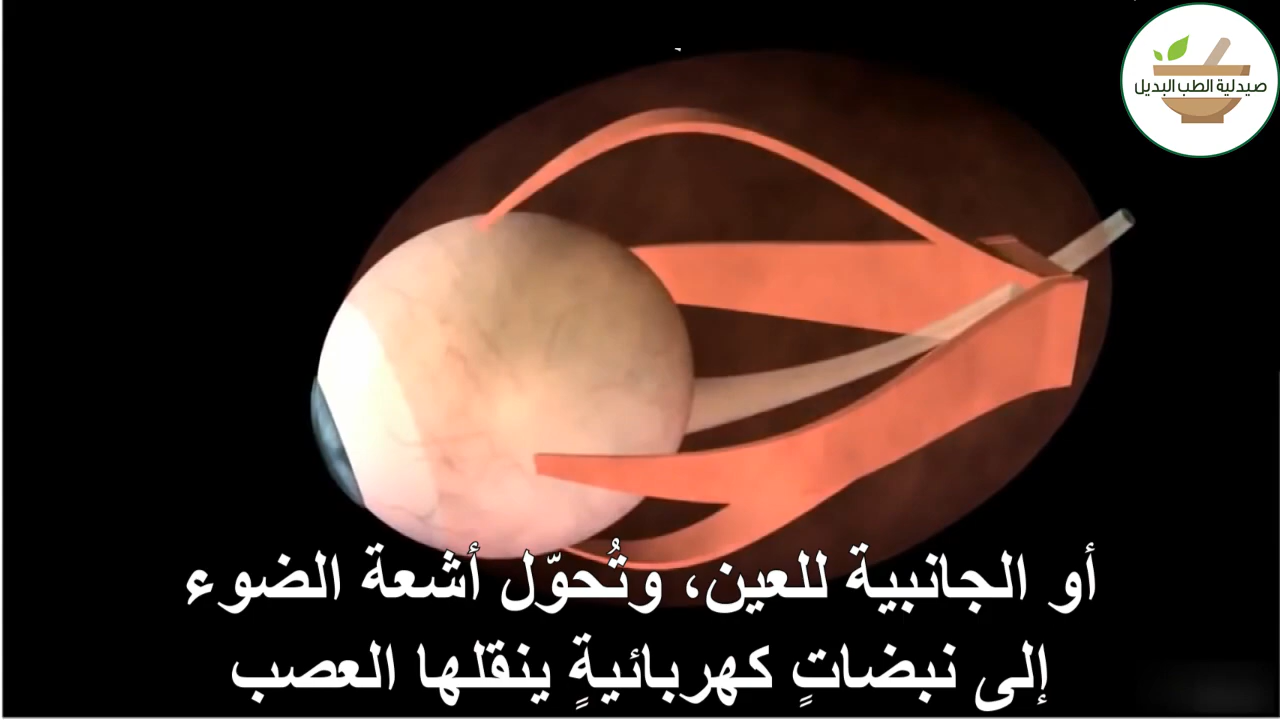 صيدلية الطب البديل
أو الجانبية للعين، وتُحوّل أشعة الضوء
إلى نبضاتٍ كهربائيةٍ ينقلها العصب